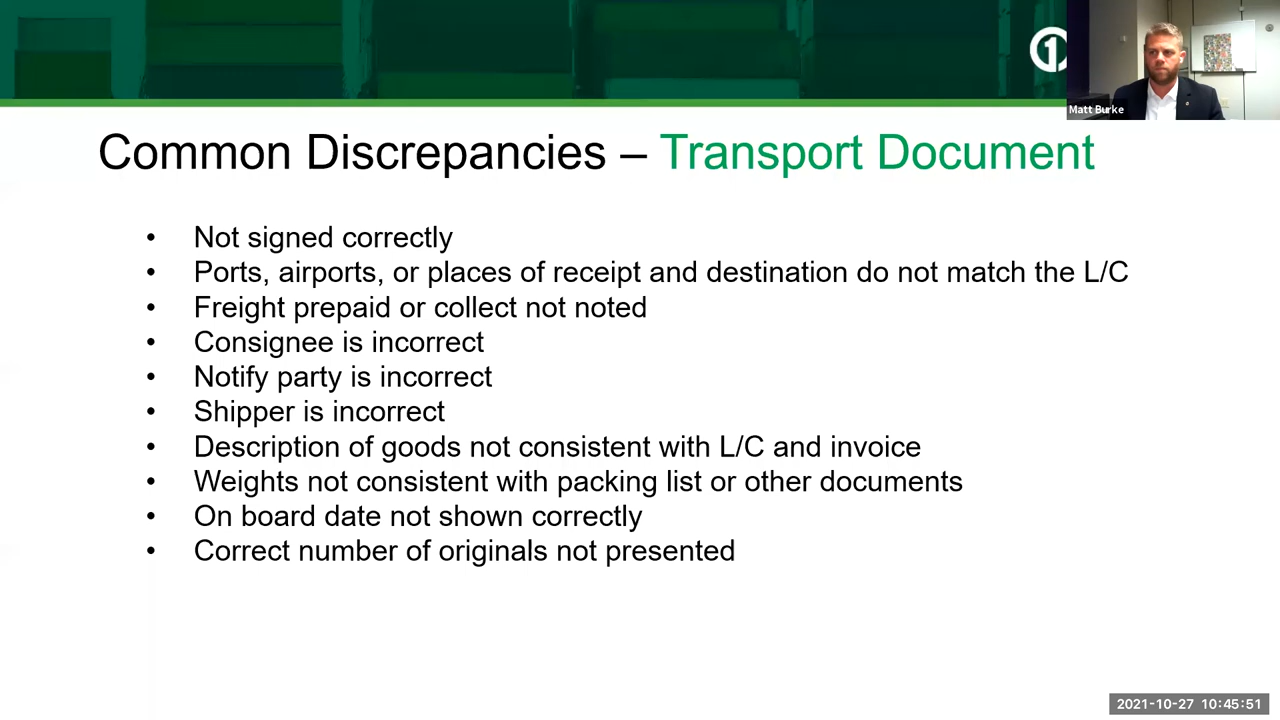 1
Matt Burke
Common Discrepancies – Transport Document
• Not signed correctly
• Ports, airports, or places of receipt and destination do not match the L/C
• Freight prepaid or collect not noted
• Consignee is incorrect
• Notify party is incorrect
• Shipper is incorrect
• Description of goods not consistent with L/C and invoice
• Weights not consistent with packing list or other documents
• On board date not shown correctly
• Correct number of originals not presented
2021-10-27 10:45:51